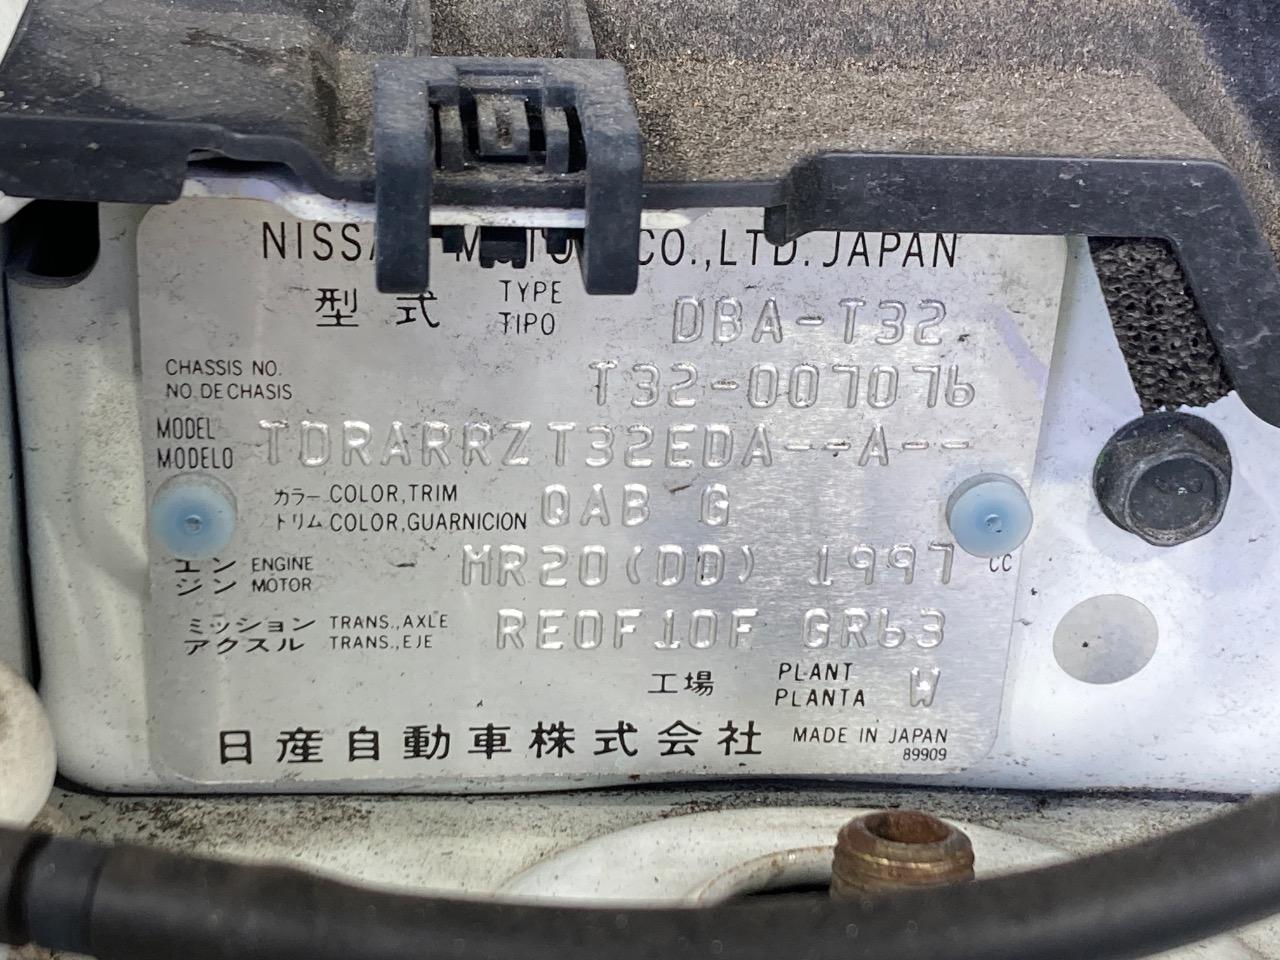 NISSAN MOTOR CO.,LTD. JAPAN
型式 TYPE TIPO DBA-T32
CHASSIS NO. NO. DE CHASIS T32-007076
MODEL MODELO TDRARRZT32EDA--A--
カラー COLOR,TRIM トリム COLOR,GUARNICION QAB G
エンジン ENGINE MOTOR MR20(DD) 1997 CC
ミッション TRANS.,AXLE アクスル TRANS.,EJE RE0F10F GR63
工場 PLANT PLANTA W
日産自動車株式会社 MADE IN JAPAN
89909